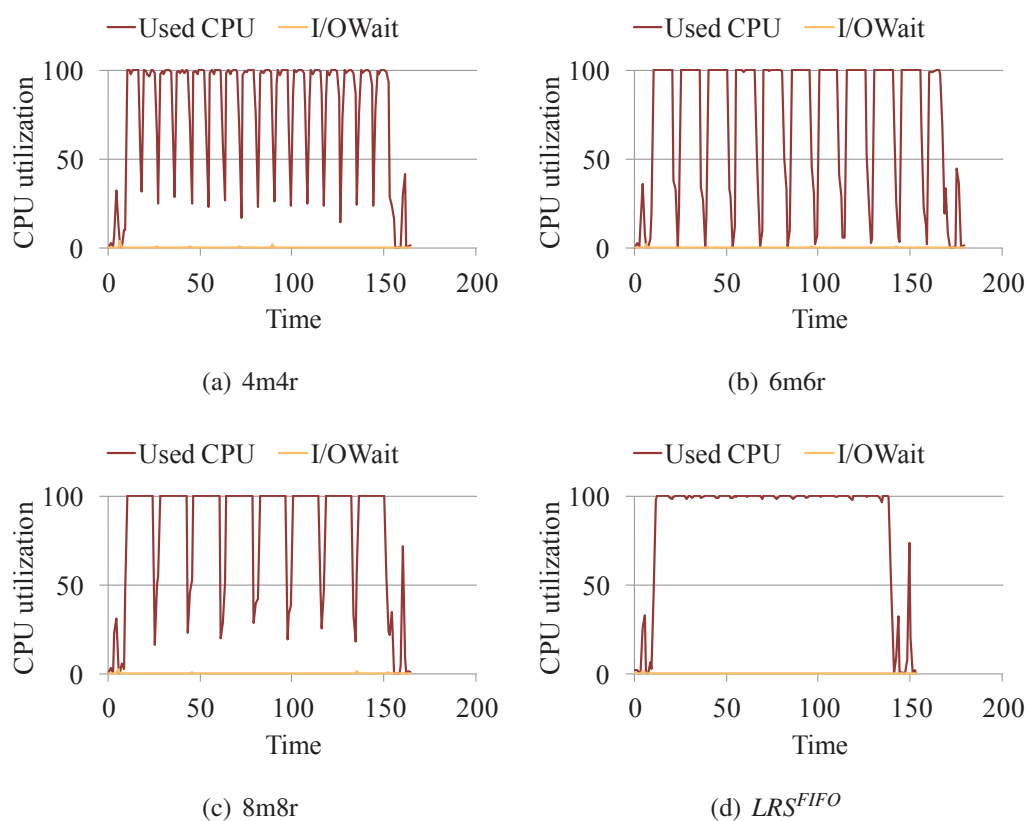 Used CPU I/OWait
100
50
0
0 50 100 150 200
CPU utilization
Time
(a) 4m4r
Used CPU I/OWait
100
50
0
0 50 100 150 200
CPU utilization
Time
(b) 6m6r
Used CPU I/OWait
100
50
0
0 50 100 150 200
CPU utilization
Time
(c) 8m8r
Used CPU I/OWait
100
50
0
0 50 100 150 200
CPU utilization
Time
(d) LRS^FIFO